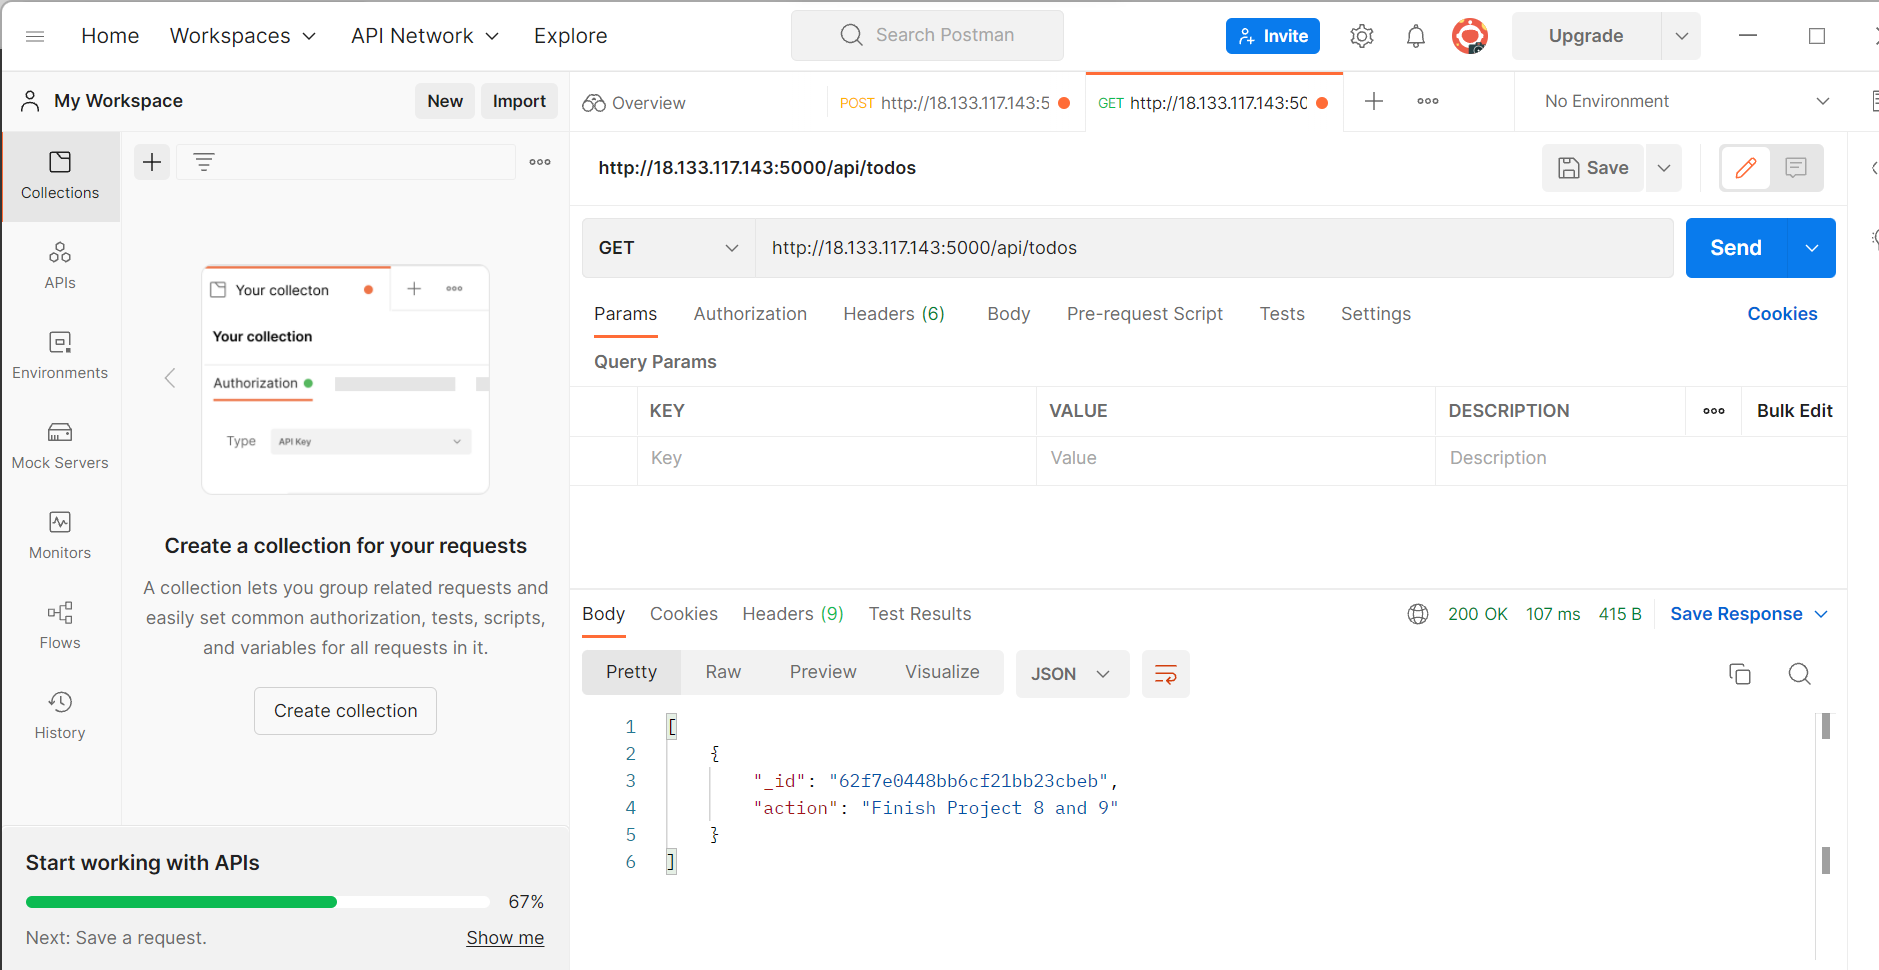 Home Workspaces API Network Explore Search Postman Invite Upgrade
My Workspace New Import
Overview POST http://18.133.117.143:5 GET http://18.133.117.143:50 No Environment
Collections
APIs
Environments
Mock Servers
Monitors
Flows
History
Your collecton
Your collection
Authorization
Type API Key
Create a collection for your requests
A collection lets you group related requests and
easily set common authorization, tests, scripts,
and variables for all requests in it.
Create collection
Start working with APIs
67%
Next: Save a request. Show me
http://18.133.117.143:5000/api/todos Save
GET http://18.133.117.143:5000/api/todos Send
Params Authorization Headers (6) Body Pre-request Script Tests Settings Cookies
Query Params
KEY VALUE DESCRIPTION Bulk Edit
Key Value Description
Body Cookies Headers (9) Test Results 200 OK 107 ms 415 B Save Response
Pretty Raw Preview Visualize JSON
1 [
2 {
3 "_id": "62f7e0448bb6cf21bb23cbeb",
4 "action": "Finish Project 8 and 9"
5 }
6 ]